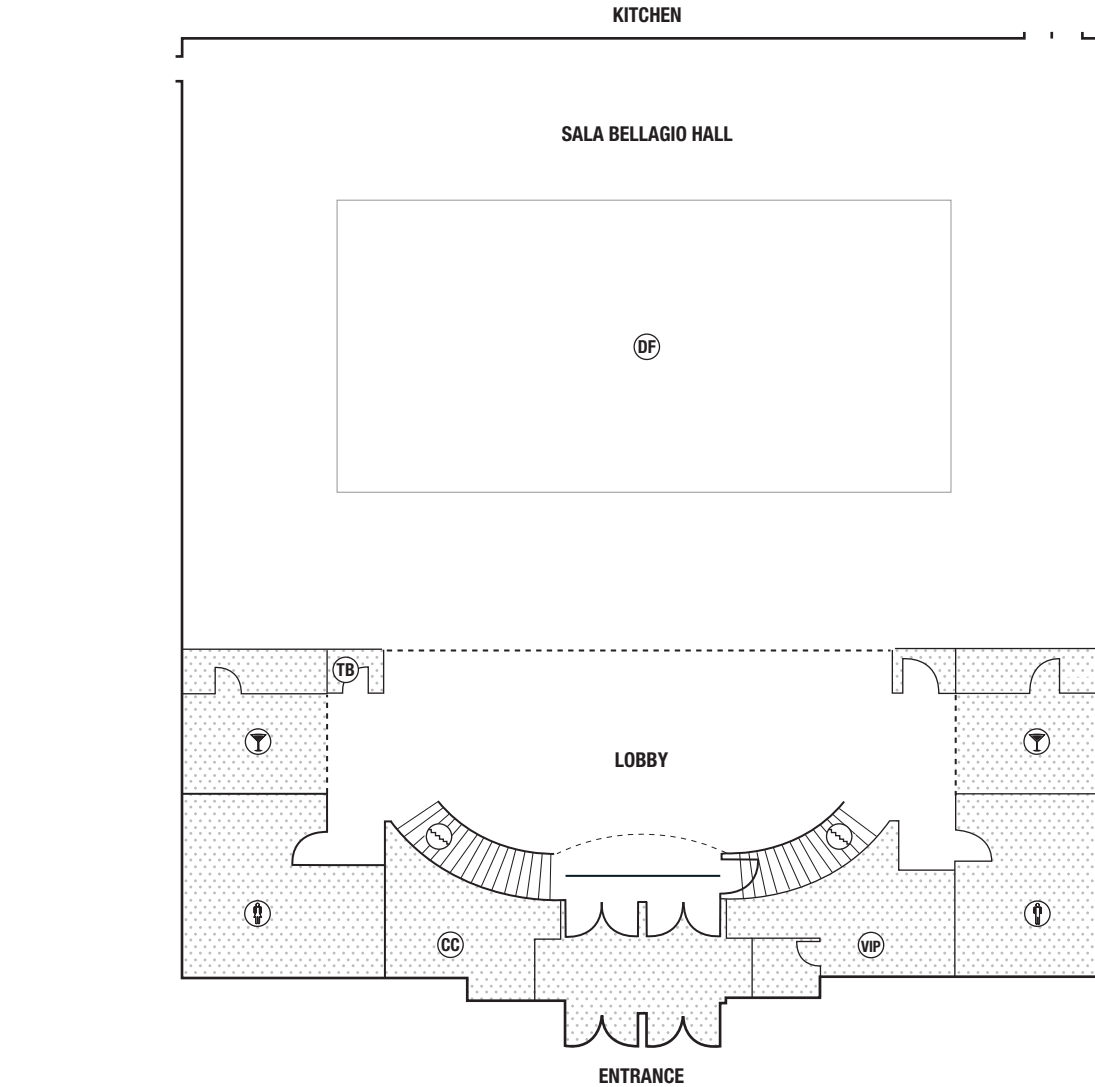 KITCHEN
SALA BELLAGIO HALL
DF
TB
LOBBY
CC
VIP
ENTRANCE